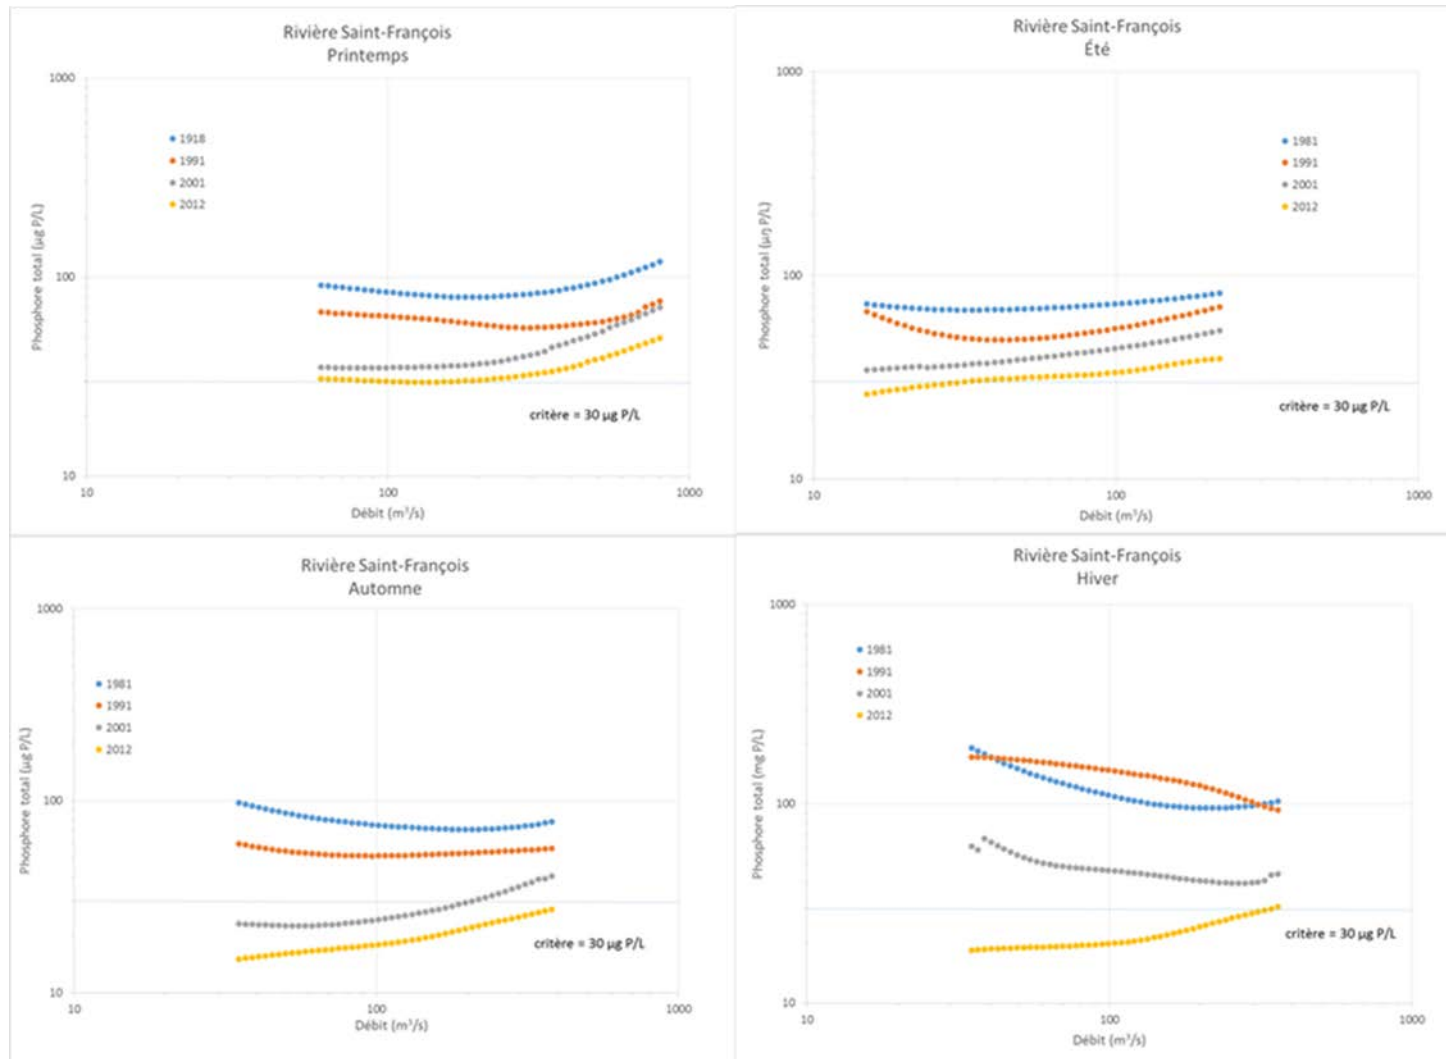 Rivière Saint-François
Printemps
1000
100
10
10
100
1000
Phosphore total (µg P/L)
Débit (m³/s)
1918
1991
2001
2012
critère = 30 µg P/L
Rivière Saint-François
Été
1000
100
10
10
100
1000
Phosphore total (µg P/L)
Débit (m³/s)
1981
1991
2001
2012
critère = 30 µg P/L
Rivière Saint-François
Automne
1000
100
10
10
100
1000
Phosphore total (µg P/L)
Débit (m³/s)
1981
1991
2001
2012
critère = 30 µg P/L
Rivière Saint-François
Hiver
1000
100
10
10
100
1000
Phosphore total (mg P/L)
Débit (m³/s)
1981
1991
2001
2012
critère = 30 µg P/L